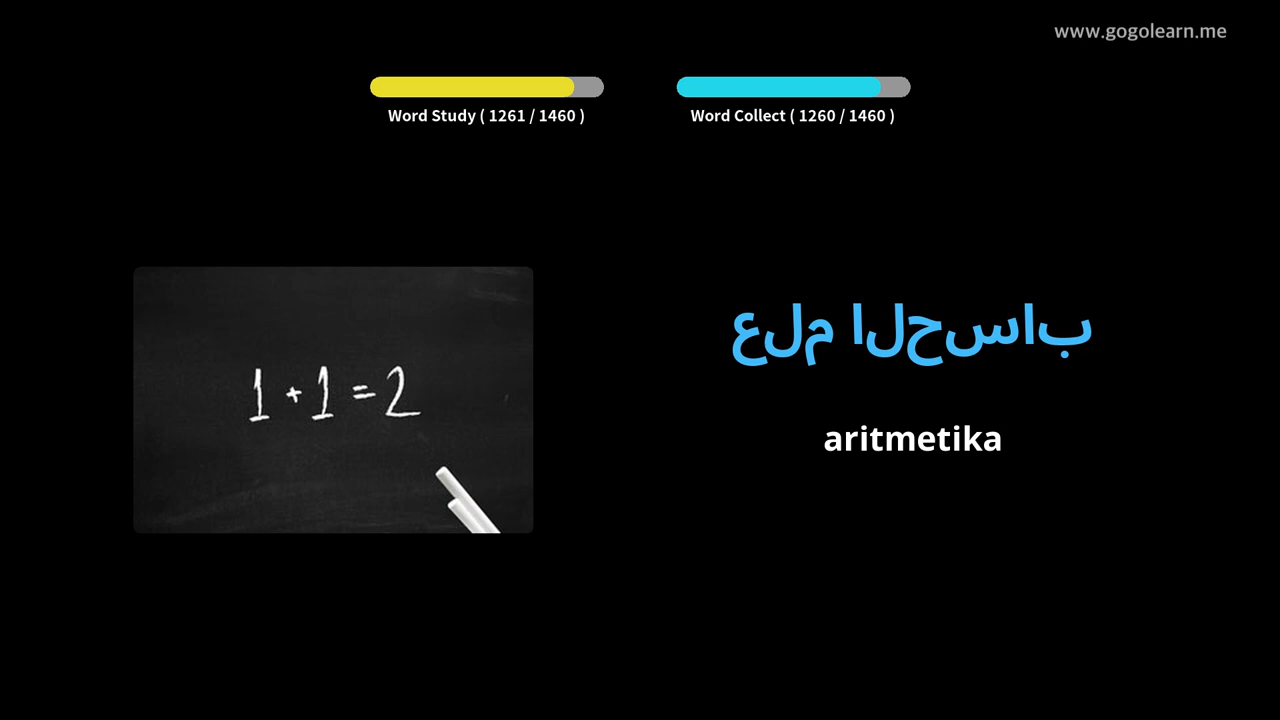 www.gogolearn.me
Word Study ( 1261 / 1460 )
Word Collect ( 1260 / 1460 )
1 + 1 = 2
علم الحساب
aritmetika